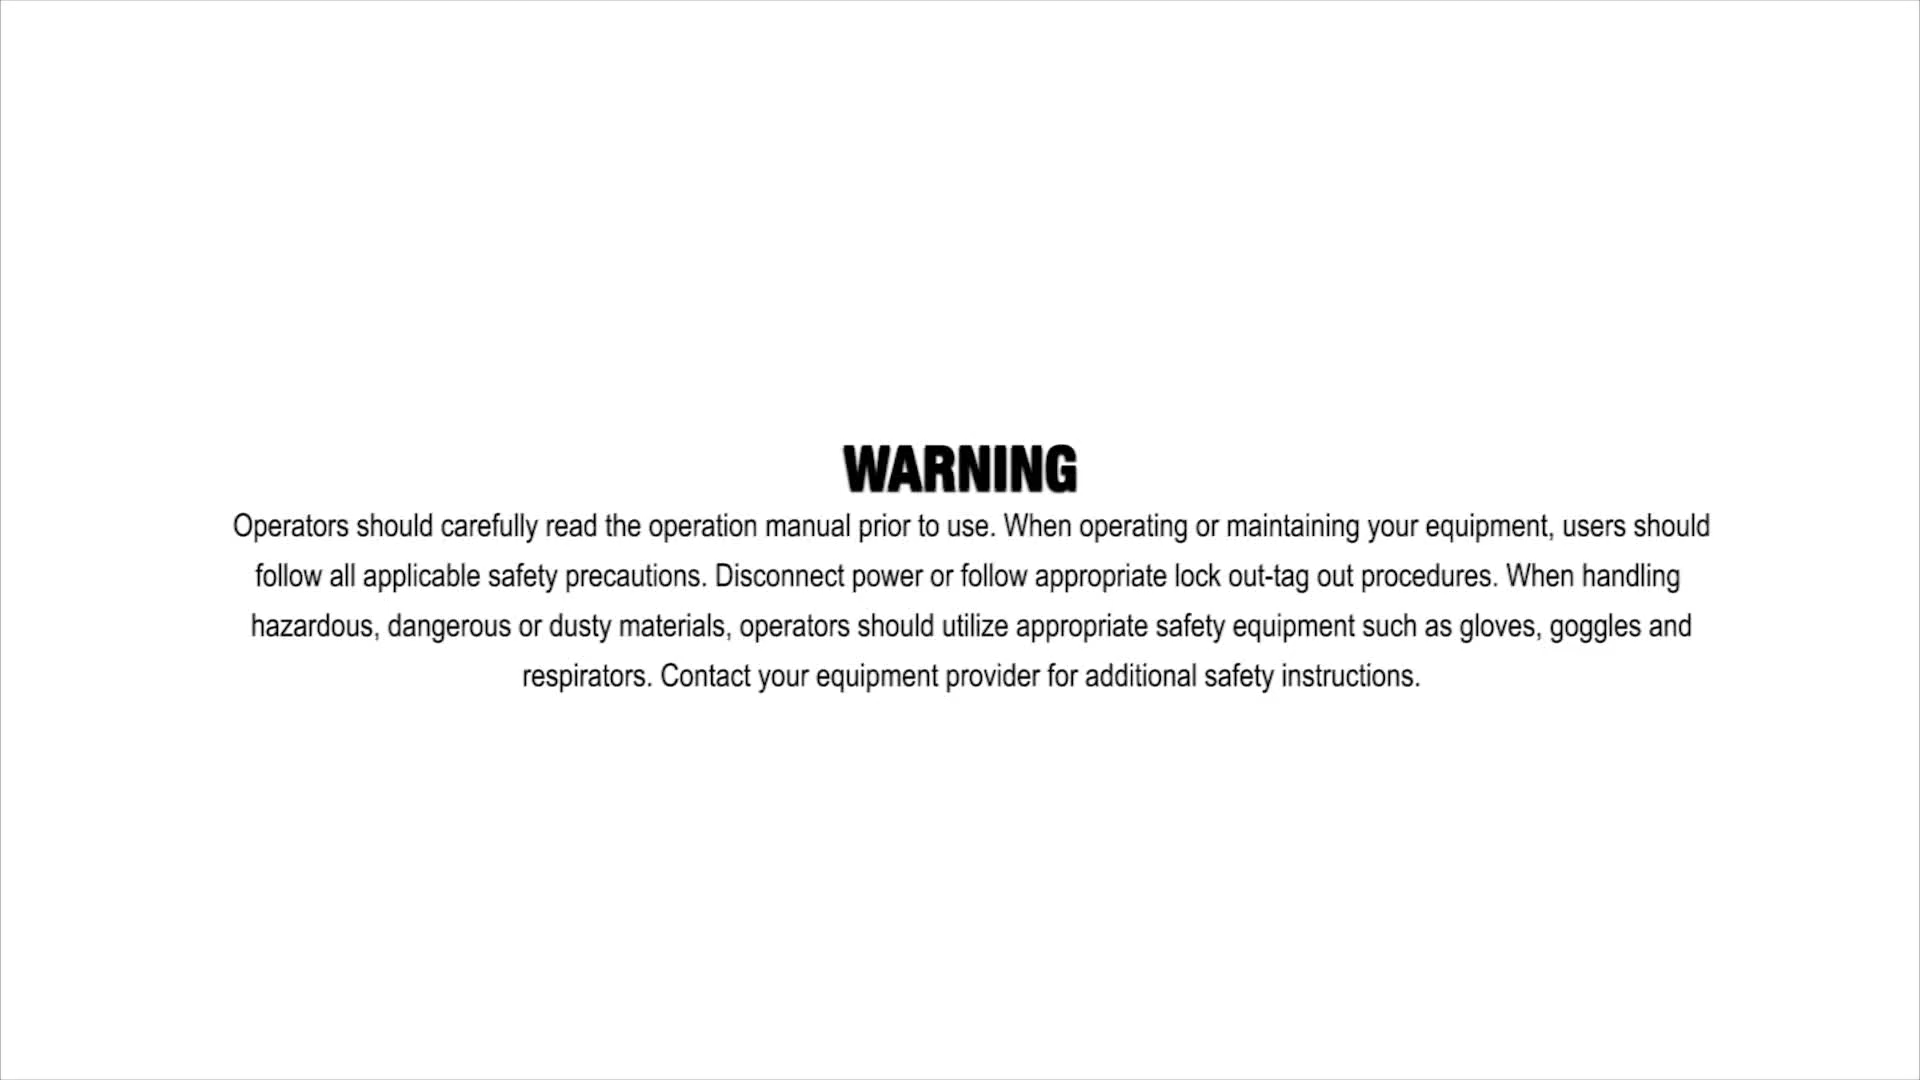 WARNING
Operators should carefully read the operation manual prior to use. When operating or maintaining your equipment, users should
follow all applicable safety precautions. Disconnect power or follow appropriate lock out-tag out procedures. When handling
hazardous, dangerous or dusty materials, operators should utilize appropriate safety equipment such as gloves, goggles and
respirators. Contact your equipment provider for additional safety instructions.